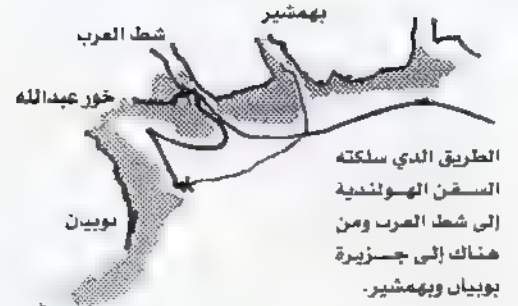 بهمشير
شط العرب
خور عبدالله
بوبيان
الطريق الذي سلكته
السفن الهولندية
إلى شط العرب ومن
هناك إلى جزيرة
بوبيان وبهمشير.